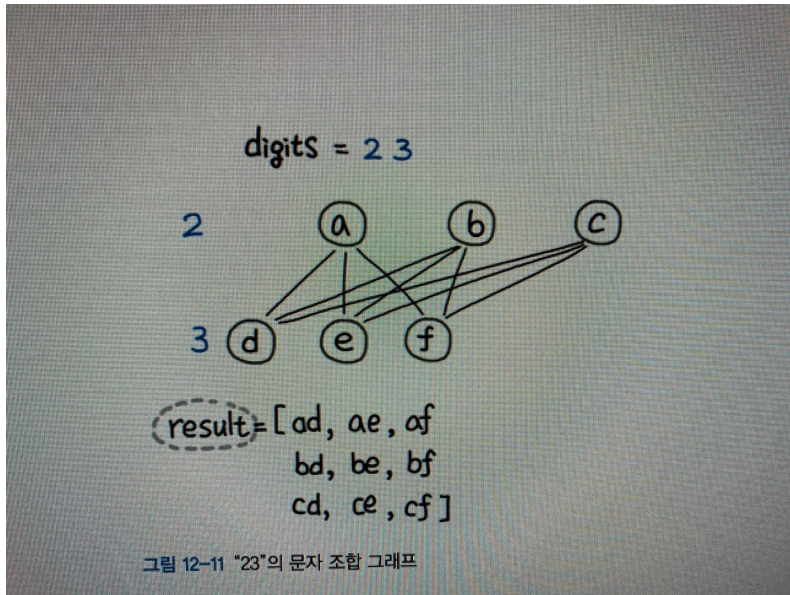 digits = 2 3
2 a b c
3 d e f
result = [ad, ae, af
bd, be, bf
cd, ce, cf]
그림 12-11 "23"의 문자 조합 그래프